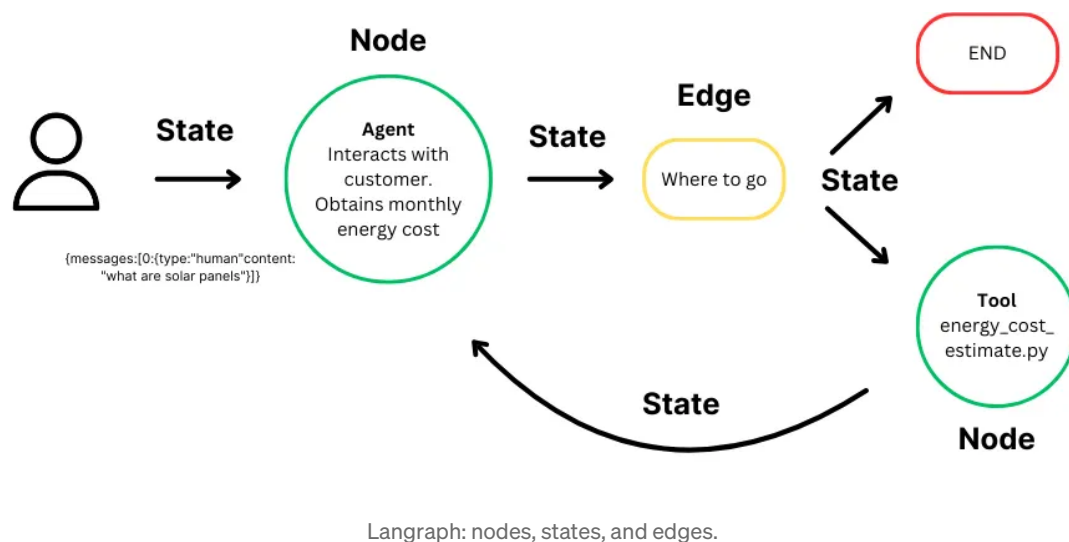 Node
END
Edge
State
Agent
Interacts with
customer.
Obtains monthly
energy cost
State
Where to go
State
{messages:[0:{type:"human"content:
"what are solar panels"}]}
Tool
energy_cost_
estimate.py
State
Node
Langraph: nodes, states, and edges.